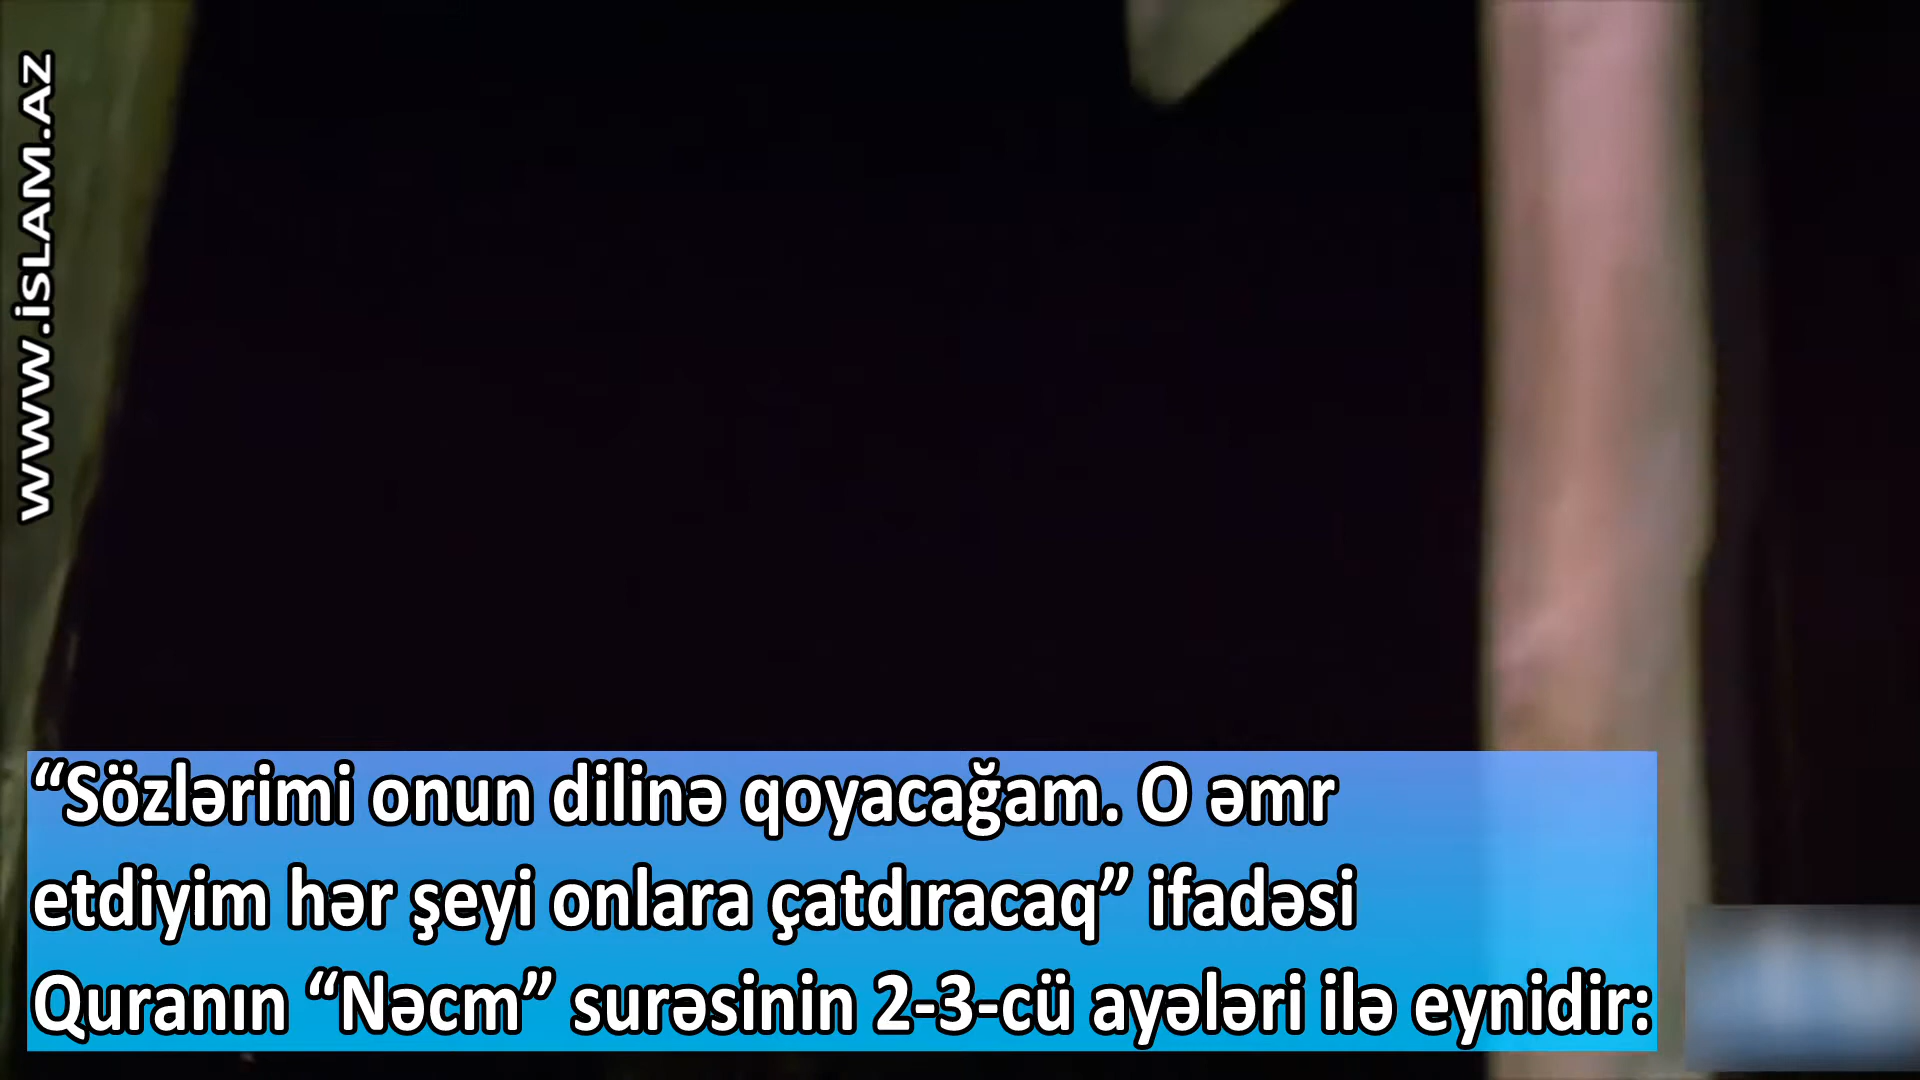 www.isLAM.AZ
“Sözlərimi onun dilinə qoyacağam. O əmr
etdiyim hər şeyi onlara çatdıracaq” ifadəsi
Quranın “Nəcm” surəsinin 2-3-cü ayələri ilə eynidir: